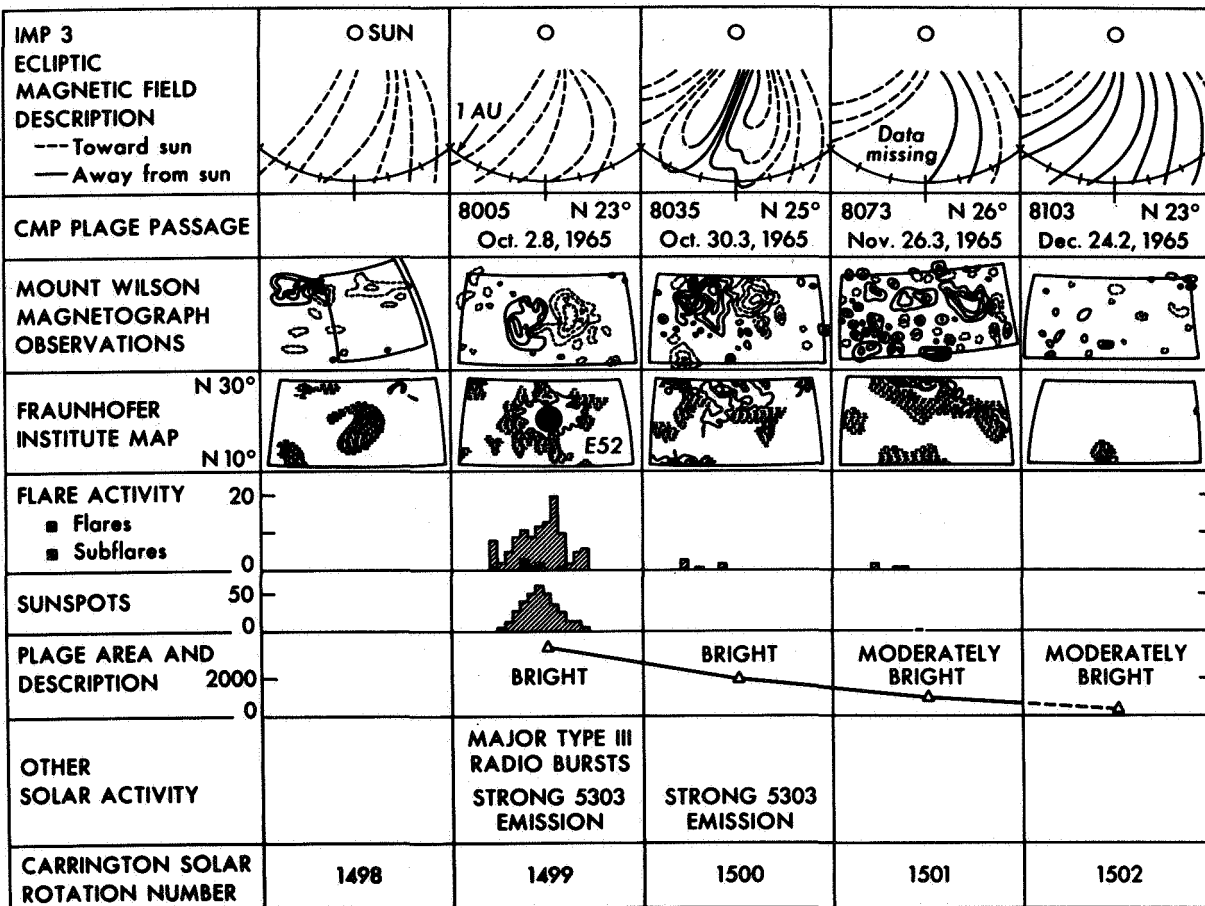 IMP 3
ECLIPTIC
MAGNETIC FIELD
DESCRIPTION
---Toward sun
— Away from sun
SUN
1 AU
Data
missing
CMP PLAGE PASSAGE
8005 N 23°
Oct. 2.8, 1965
8035 N 25°
Oct. 30.3, 1965
8073 N 26°
Nov. 26.3, 1965
8103 N 23°
Dec. 24.2, 1965
MOUNT WILSON
MAGNETOGRAPH
OBSERVATIONS
N 30°
FRAUNHOFER
INSTITUTE MAP
N 10°
E52
FLARE ACTIVITY
Flares
Subflares
20
0
SUNSPOTS
50
0
PLAGE AREA AND
DESCRIPTION
2000
0
BRIGHT
BRIGHT
MODERATELY
BRIGHT
MODERATELY
BRIGHT
OTHER
SOLAR ACTIVITY
MAJOR TYPE III
RADIO BURSTS
STRONG 5303
EMISSION
STRONG 5303
EMISSION
CARRINGTON SOLAR
ROTATION NUMBER
1498
1499
1500
1501
1502